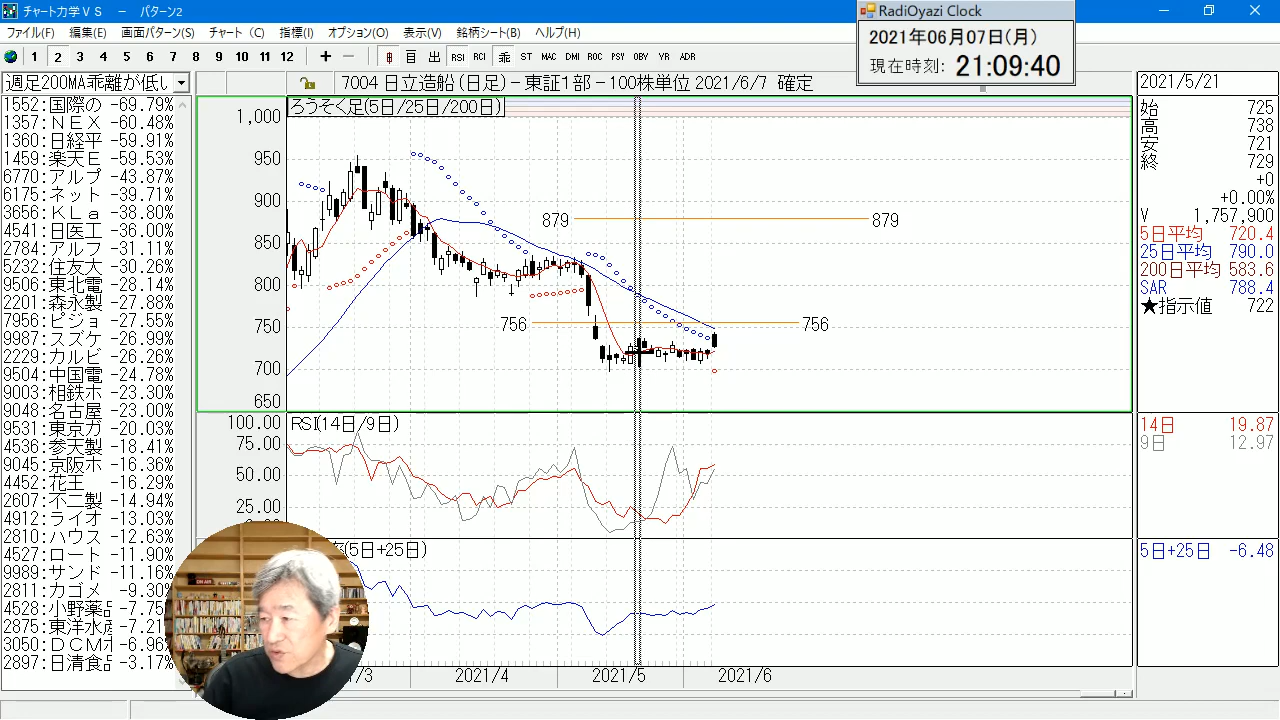 チャート力学VS － パターン2
RadiOyazi Clock
2021年06月07日(月)
現在時刻: 21:09:40
ファイル(F) 編集(E) 画面パターン(S) チャート (C) 指標(I) オプション(O) 表示(V) 銘柄シート(B) ヘルプ(H)
1 2 3 4 5 6 7 8 9 10 11 12 + － 日 出 RSI RCI 乖 ST MAC DMI ROC PSY OBY YR ADR
週足200MA乖離が低い
7004 日立造船（日足）－東証1部－100株単位 2021/6/7 確定
2021/5/21
1552:国際の -69.79%
1357:ＮＥＸ -60.48%
1360:日経平 -59.91%
1459:楽天Ｅ -59.53%
6770:アルプ -43.87%
6175:ネット -39.71%
3656:ＫＬａ -38.80%
4541:日医工 -36.00%
2784:アルフ -31.11%
5232:住友大 -30.26%
9506:東北電 -28.14%
2201:森永製 -27.88%
7956:ピジョ -27.55%
9987:スズケ -26.99%
2229:カルビ -26.26%
9504:中国電 -24.78%
9003:相鉄ホ -23.30%
9048:名古屋 -23.00%
9531:東京ガ -20.03%
4536:参天製 -18.41%
9045:京阪ホ -16.36%
4452:花王 -16.29%
2607:不二製 -14.94%
4912:ライオ -13.03%
2810:ハウス -12.63%
4527:ロート -11.90%
9989:サンド -11.16%
2811:カゴメ -9.30%
4528:小野薬品 -7.75%
2875:東洋水産 -7.21%
3050:ＤＣＭホ -6.96%
2897:日清食品 -3.17%
ろうそく足(5日/25日/200日)
1,000
950
900
850
800
750
700
650
879 879
756 756
RSI(14日/9日)
100.00
75.00
50.00
25.00
(5日+25日)
/3 2021/4 2021/5 2021/6
始 725
高 738
安 721
終 729
+0
+0.00%
V 1,757,900
5日平均 720.4
25日平均 790.0
200日平均 583.6
SAR 788.4
★指示値 722
14日 19.87
9日 12.97
5日+25日 -6.48